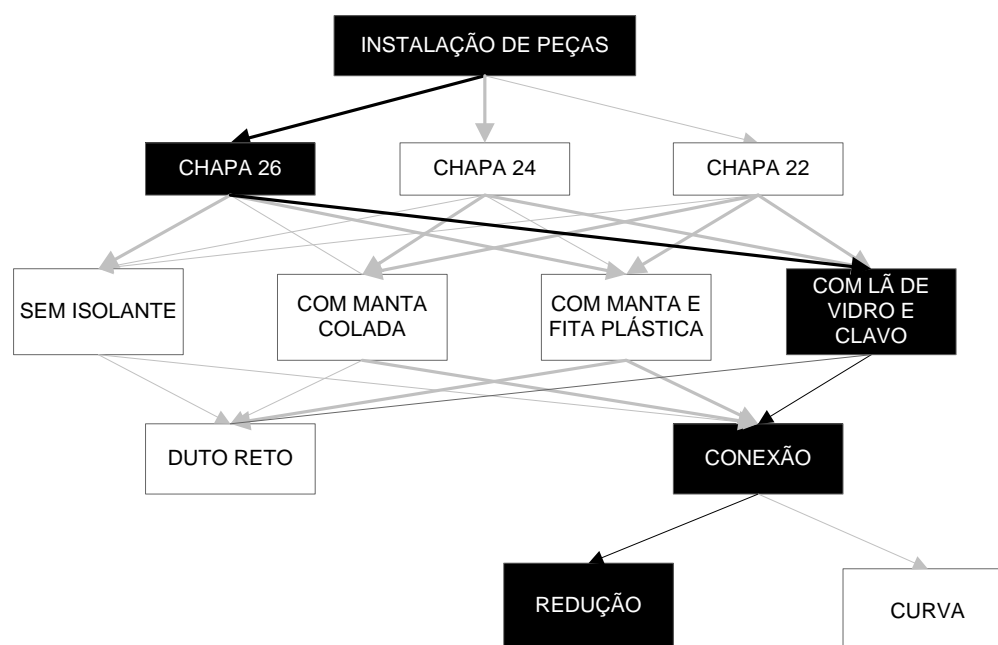 INSTALAÇÃO DE PEÇAS
CHAPA 26
CHAPA 24
CHAPA 22
SEM ISOLANTE
COM MANTA
COLADA
COM MANTA E
FITA PLÁSTICA
COM LÃ DE
VIDRO E
CLAVO
DUTO RETO
CONEXÃO
REDUÇÃO
CURVA